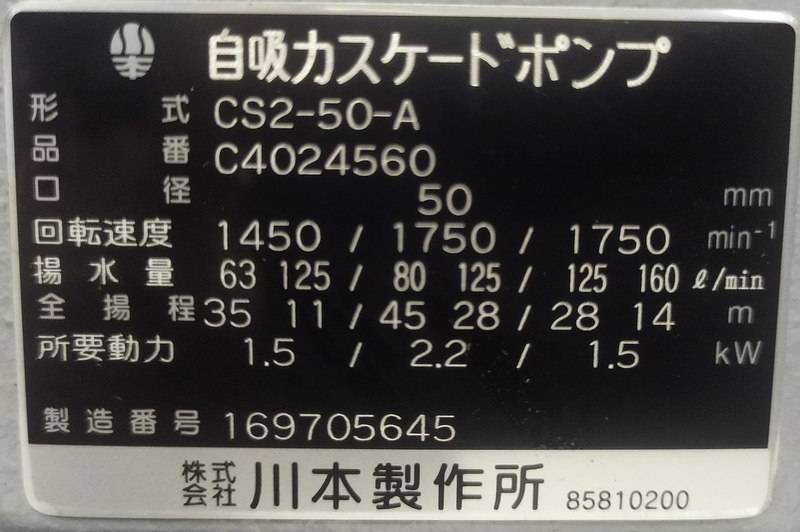 自吸力スケードポンプ
形式 CS2-50-A
品番 C4024560
口径 50 mm
回転速度 1450 / 1750 / 1750 min-1
揚水量 63 125 / 80 125 / 125 160 ℓ/min
全揚程 35 11 / 45 28 / 28 14 m
所要動力 1.5 / 2.2 / 1.5 kW
製造番号 169705645
株式会社 川本製作所 85810200